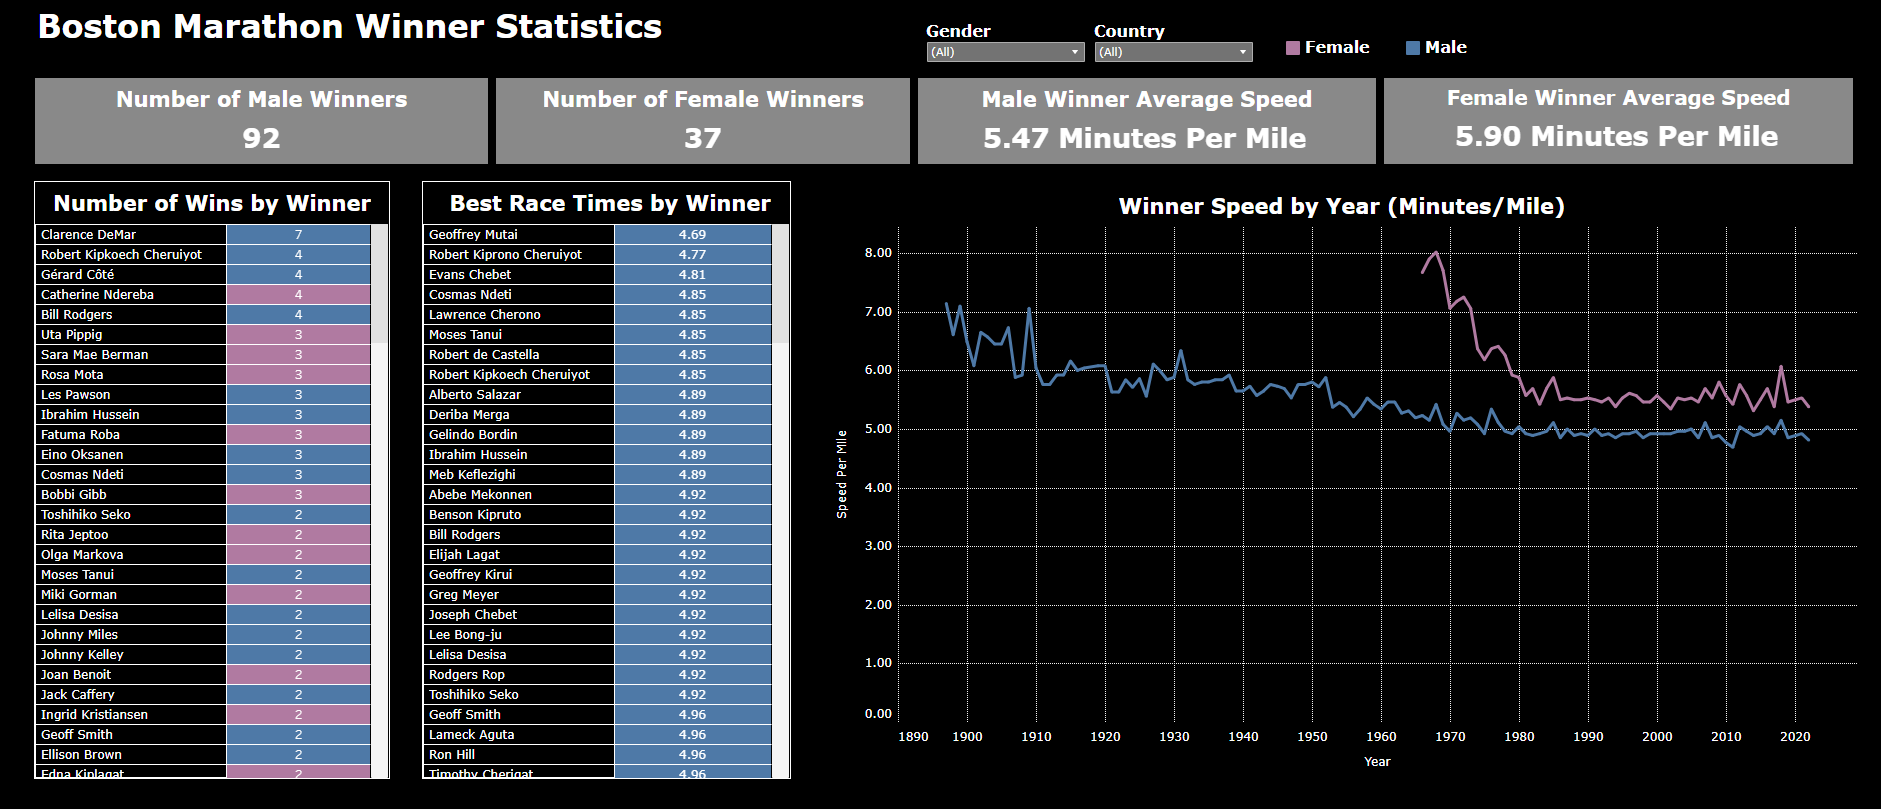 Boston Marathon Winner Statistics
Gender
(All)
Country
(All)
Female
Male
Number of Male Winners
92
Number of Female Winners
37
Male Winner Average Speed
5.47 Minutes Per Mile
Female Winner Average Speed
5.90 Minutes Per Mile
Number of Wins by Winner
Clarence DeMar 7
Robert Kipkoech Cheruiyot 4
Gérard Côté 4
Catherine Ndereba 4
Bill Rodgers 4
Uta Pippig 3
Sara Mae Berman 3
Rosa Mota 3
Les Pawson 3
Ibrahim Hussein 3
Fatuma Roba 3
Eino Oksanen 3
Cosmas Ndeti 3
Bobbi Gibb 3
Toshihiko Seko 2
Rita Jeptoo 2
Olga Markova 2
Moses Tanui 2
Miki Gorman 2
Lelisa Desisa 2
Johnny Miles 2
Johnny Kelley 2
Joan Benoit 2
Jack Caffery 2
Ingrid Kristiansen 2
Geoff Smith 2
Ellison Brown 2
Edna Kiplagat 2
Best Race Times by Winner
Geoffrey Mutai 4.69
Robert Kiprono Cheruiyot 4.77
Evans Chebet 4.81
Cosmas Ndeti 4.85
Lawrence Cherono 4.85
Moses Tanui 4.85
Robert de Castella 4.85
Robert Kipkoech Cheruiyot 4.85
Alberto Salazar 4.89
Deriba Merga 4.89
Gelindo Bordin 4.89
Ibrahim Hussein 4.89
Meb Keflezighi 4.89
Abebe Mekonnen 4.92
Benson Kipruto 4.92
Bill Rodgers 4.92
Elijah Lagat 4.92
Geoffrey Kirui 4.92
Greg Meyer 4.92
Joseph Chebet 4.92
Lee Bong-ju 4.92
Lelisa Desisa 4.92
Rodgers Rop 4.92
Toshihiko Seko 4.92
Geoff Smith 4.96
Lameck Aguta 4.96
Ron Hill 4.96
Timothy Cherigat 4.96
Winner Speed by Year (Minutes/Mile)
8.00
7.00
6.00
5.00
4.00
3.00
2.00
1.00
0.00
Speed Per Mile
1890 1900 1910 1920 1930 1940 1950 1960 1970 1980 1990 2000 2010 2020
Year